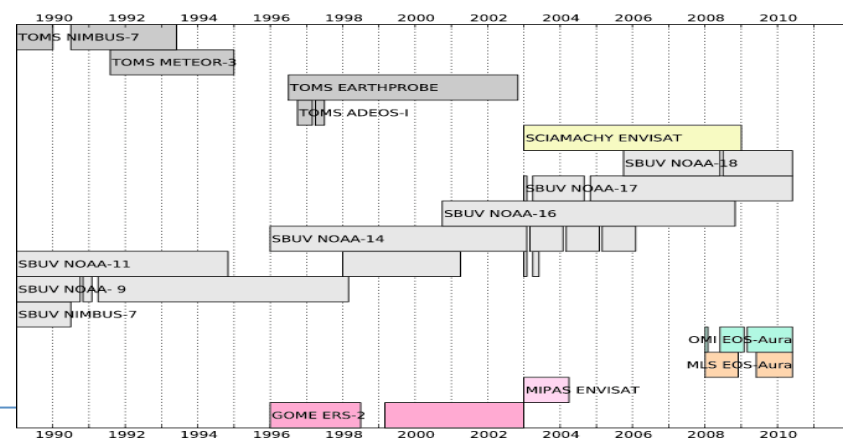 1990 1992 1994 1996 1998 2000 2002 2004 2006 2008 2010
TOMS NIMBUS-7
TOMS METEOR-3
TOMS EARTHPROBE
TOMS ADEOS-I
SCIAMACHY ENVISAT
SBUV NOAA-18
SBUV NOAA-17
SBUV NOAA-16
SBUV NOAA-14
SBUV NOAA-11
SBUV NOAA- 9
SBUV NIMBUS-7
OMI EOS-Aura
MLS EOS-Aura
MIPAS ENVISAT
GOME ERS-2
1990 1992 1994 1996 1998 2000 2002 2004 2006 2008 2010